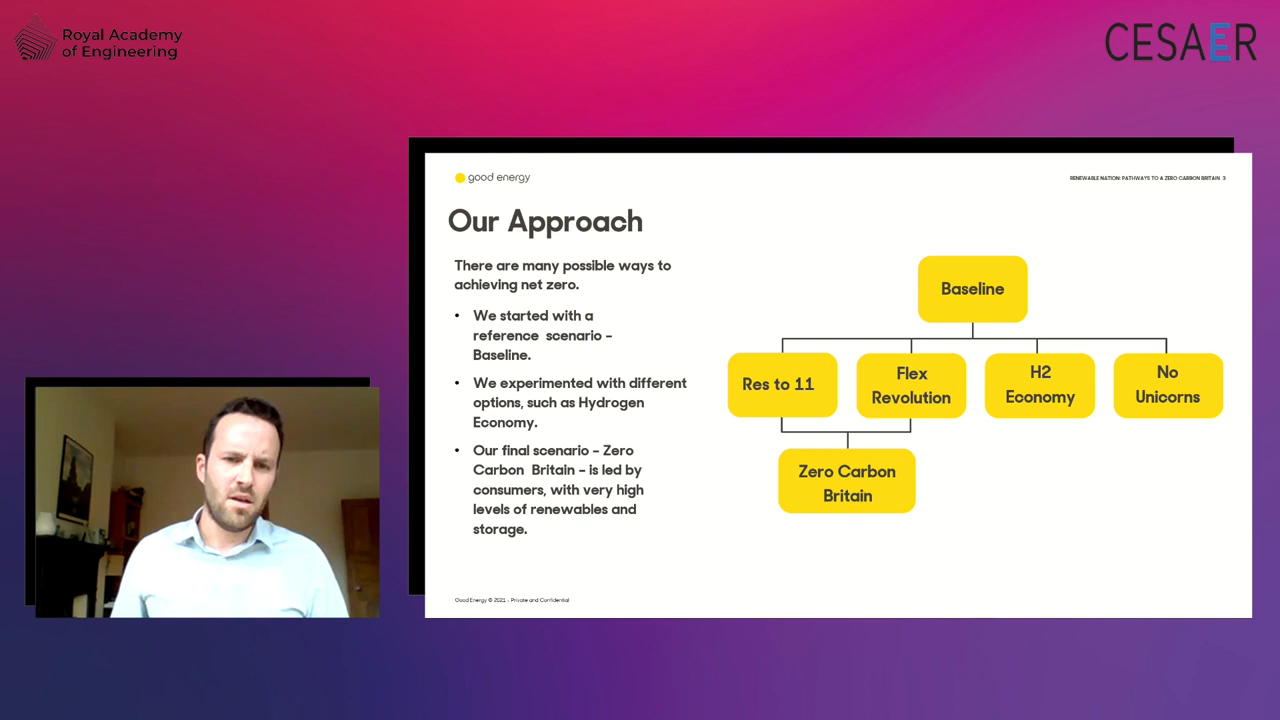 Royal Academy
of Engineering
CESAER
good energy
RENEWABLE NATION: PATHWAYS TO A ZERO CARBON BRITAIN 3
Our Approach
There are many possible ways to
achieving net zero.
• We started with a
reference scenario –
Baseline.
• We experimented with different
options, such as Hydrogen
Economy.
• Our final scenario – Zero
Carbon Britain – is led by
consumers, with very high
levels of renewables and
storage.
Baseline
Res to 11
Flex
Revolution
H2
Economy
No
Unicorns
Zero Carbon
Britain
Good Energy © 2021 - Private and Confidential